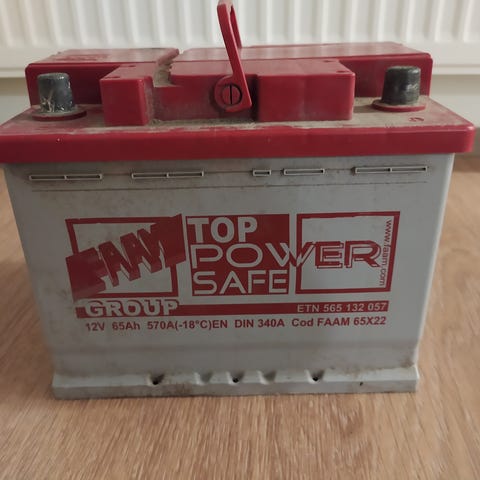 FAAM
TOP
POWER
SAFE
www.faam.com
GROUP
ETN 565 132 057
12V 65Ah 570A(-18°C)EN DIN 340A Cod FAAM 65X22